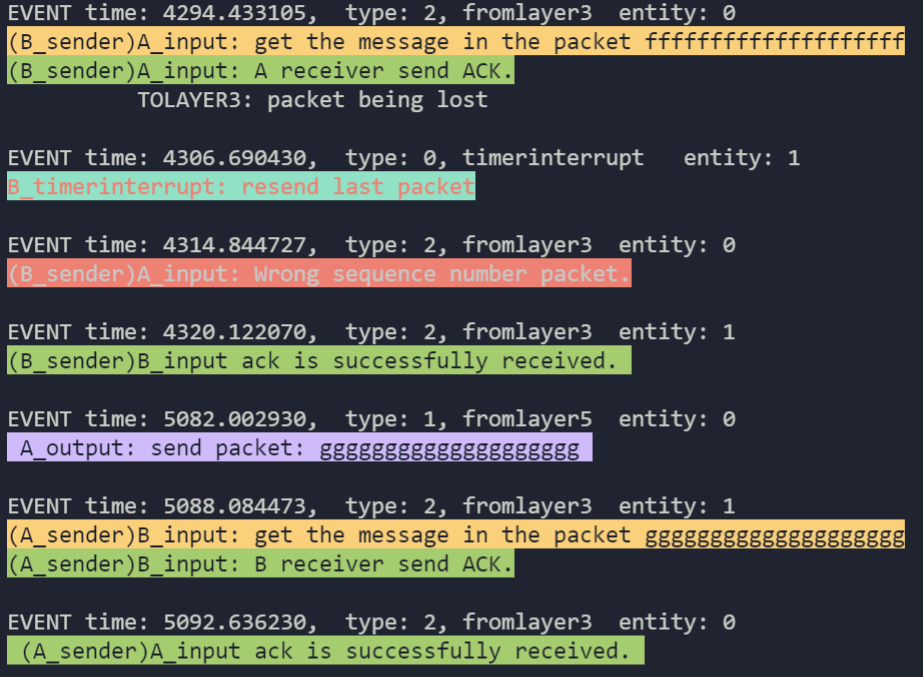 EVENT time: 4294.433105,  type: 2, fromlayer3  entity: 0
(B_sender)A_input: get the message in the packet ffffffffffffffffffff
(B_sender)A_input: A receiver send ACK.
          TOLAYER3: packet being lost
EVENT time: 4306.690430,  type: 0, timerinterrupt   entity: 1
B_timerinterrupt: resend last packet
EVENT time: 4314.844727,  type: 2, fromlayer3  entity: 0
(B_sender)A_input: Wrong sequence number packet.
EVENT time: 4320.122070,  type: 2, fromlayer3  entity: 1
(B_sender)B_input ack is successfully received.
EVENT time: 5082.002930,  type: 1, fromlayer5  entity: 0
 A_output: send packet: gggggggggggggggggggg
EVENT time: 5088.084473,  type: 2, fromlayer3  entity: 1
(A_sender)B_input: get the message in the packet gggggggggggggggggggg
(A_sender)B_input: B receiver send ACK.
EVENT time: 5092.636230,  type: 2, fromlayer3  entity: 0
 (A_sender)A_input ack is successfully received.